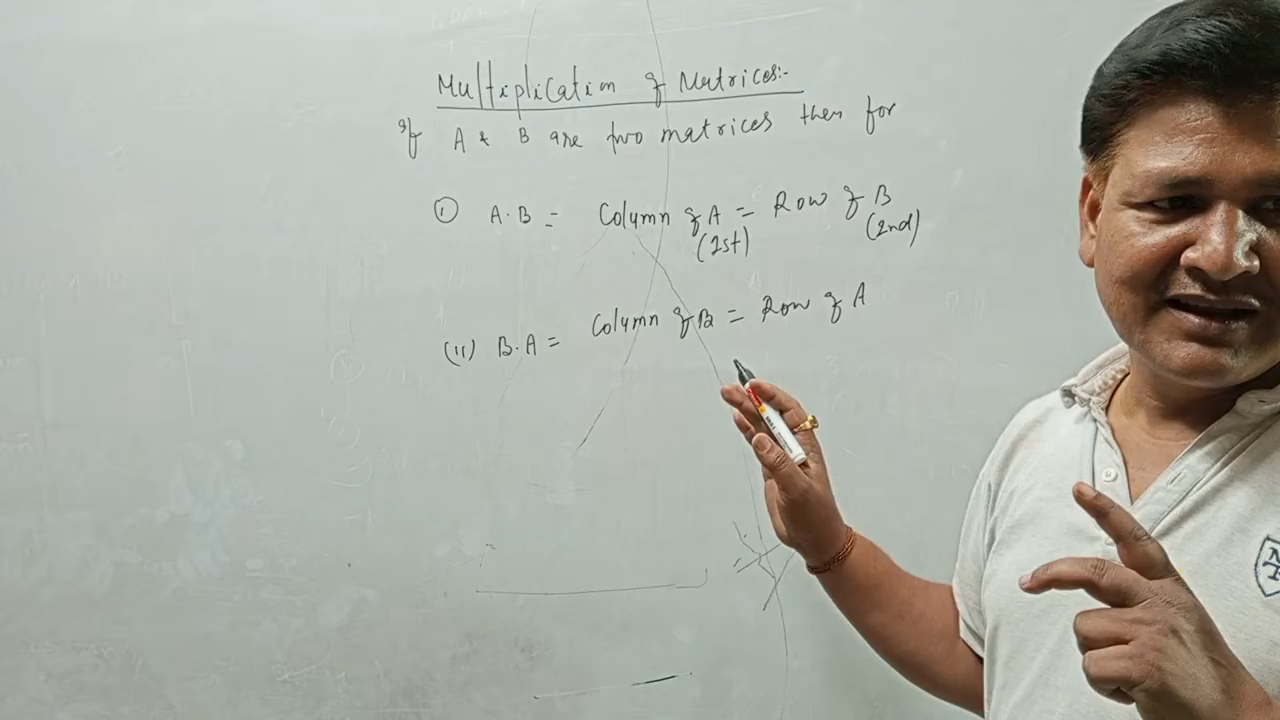 Multiplication of Matrices:-
If A & B are two matrices then for
(i) A·B = Column of A = Row of B
(1st) (2nd)
(ii) B·A = Column of B = Row of A